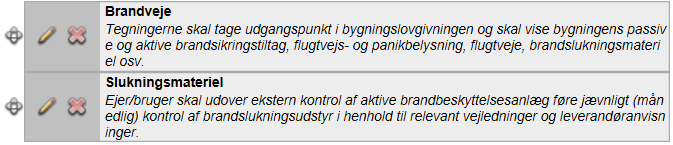 Brandveje
Tegningerne skal tage udgangspunkt i bygningslovgivningen og skal vise bygningens passiv
e og aktive brandsikringstiltag, flugtvejs- og panikbelysning, flugtveje, brandslukningsmateri
el osv.
Slukningsmateriel
Ejer/bruger skal udover ekstern kontrol af aktive brandbeskyttelsesanlæg føre jævnligt (mån
edlig) kontrol af brandslukningsudstyr i henhold til relevant vejledninger og leverandøranvisn
inger.